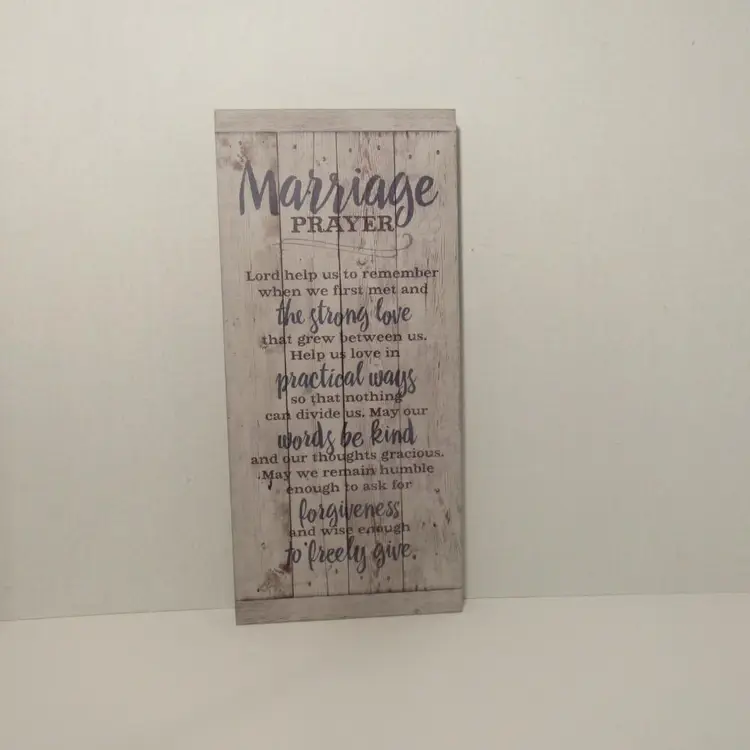 Marriage
PRAYER
Lord help us to remember
when we first met and
the strong love
that grew between us.
Help us love in
practical ways
so that nothing
can divide us. May our
words be kind
and our thoughts gracious.
May we remain humble
enough to ask for
forgiveness
and wise enough
to freely give.